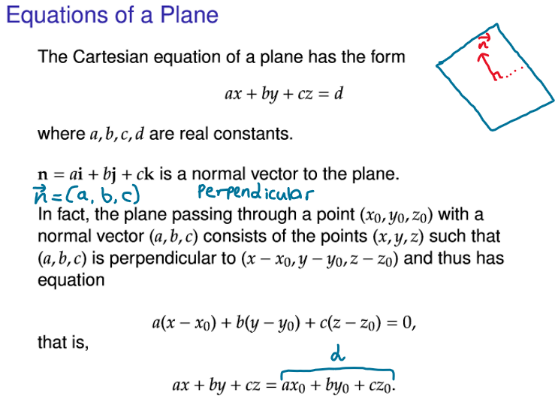 Equations of a Plane
The Cartesian equation of a plane has the form
ax + by + cz = d
where a, b, c, d are real constants.
n⃗
n = ai + bj + ck is a normal vector to the plane.
n⃗ = (a, b, c) perpendicular
In fact, the plane passing through a point (x₀, y₀, z₀) with a
normal vector (a, b, c) consists of the points (x, y, z) such that
(a, b, c) is perpendicular to (x − x₀, y − y₀, z − z₀) and thus has
equation
a(x − x₀) + b(y − y₀) + c(z − z₀) = 0,
that is,
d
ax + by + cz = ax₀ + by₀ + cz₀.